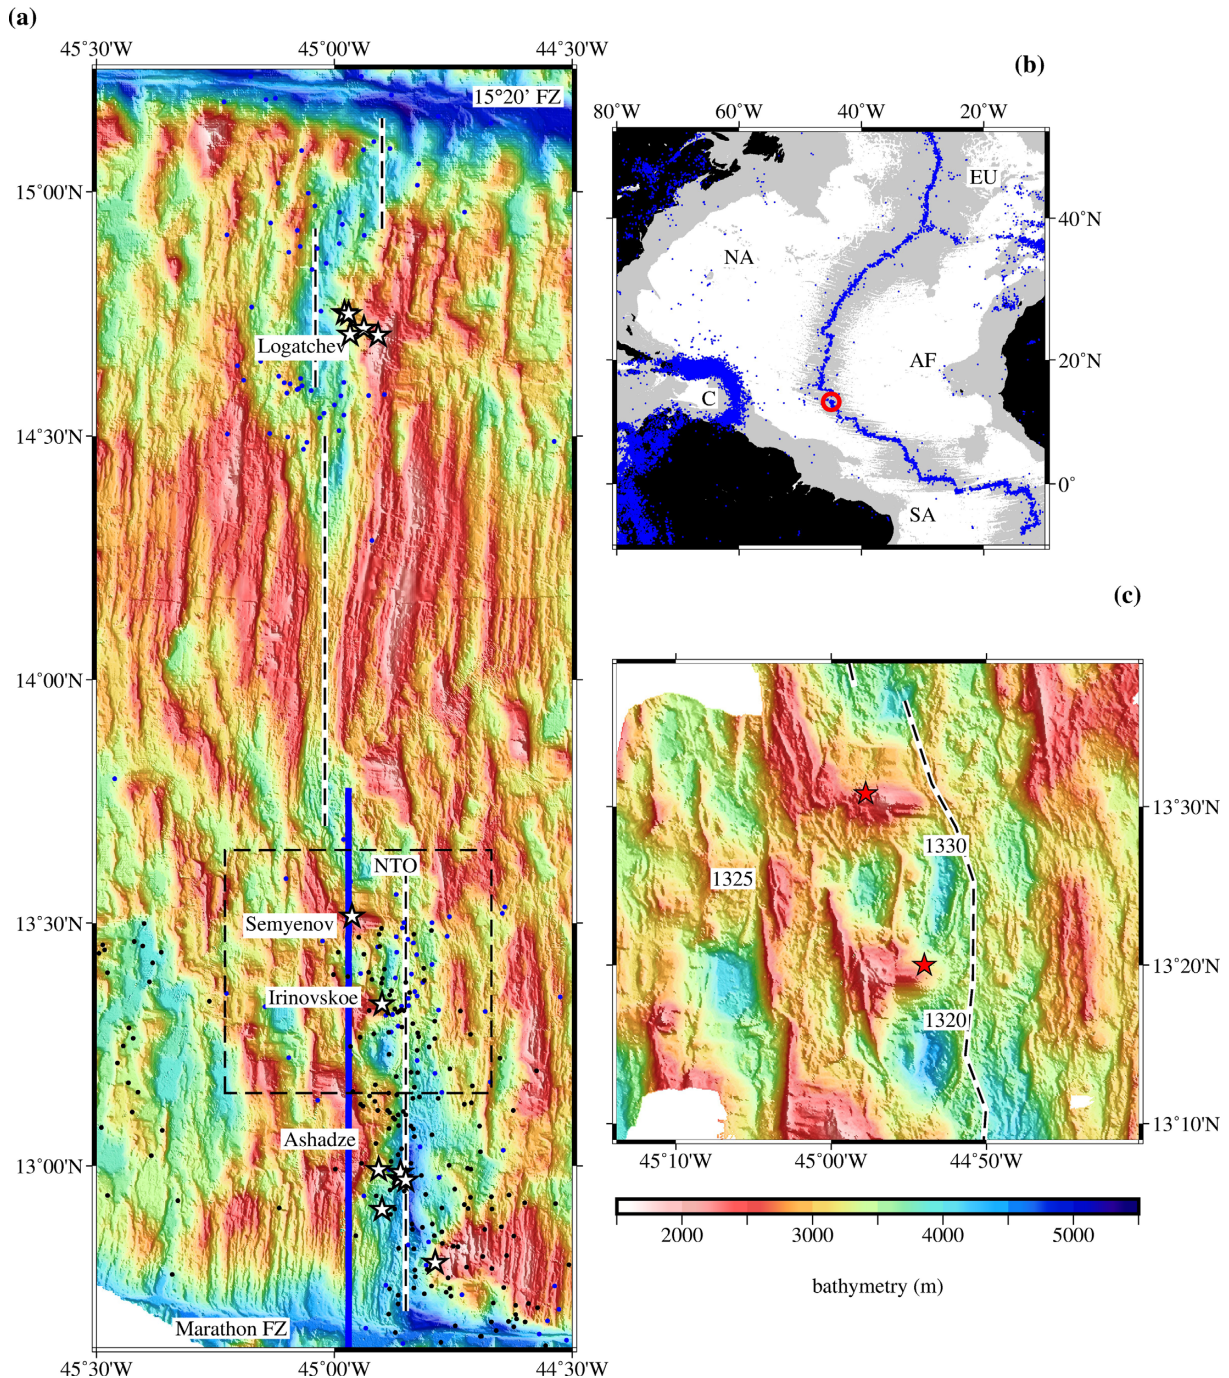 (a)
45°30'W
45°00'W
44°30'W
15°20' FZ
15°00'N
Logatchev
14°30'N
14°00'N
NTO
13°30'N
Semyenov
Irinovskoe
Ashadze
13°00'N
Marathon FZ
45°30'W
45°00'W
44°30'W
(b)
80°W
60°W
40°W
20°W
EU
40°N
NA
AF
20°N
C
0°
SA
(c)
13°30'N
1330
1325
13°20'N
1320
13°10'N
45°10'W
45°00'W
44°50'W
2000
3000
4000
5000
bathymetry (m)